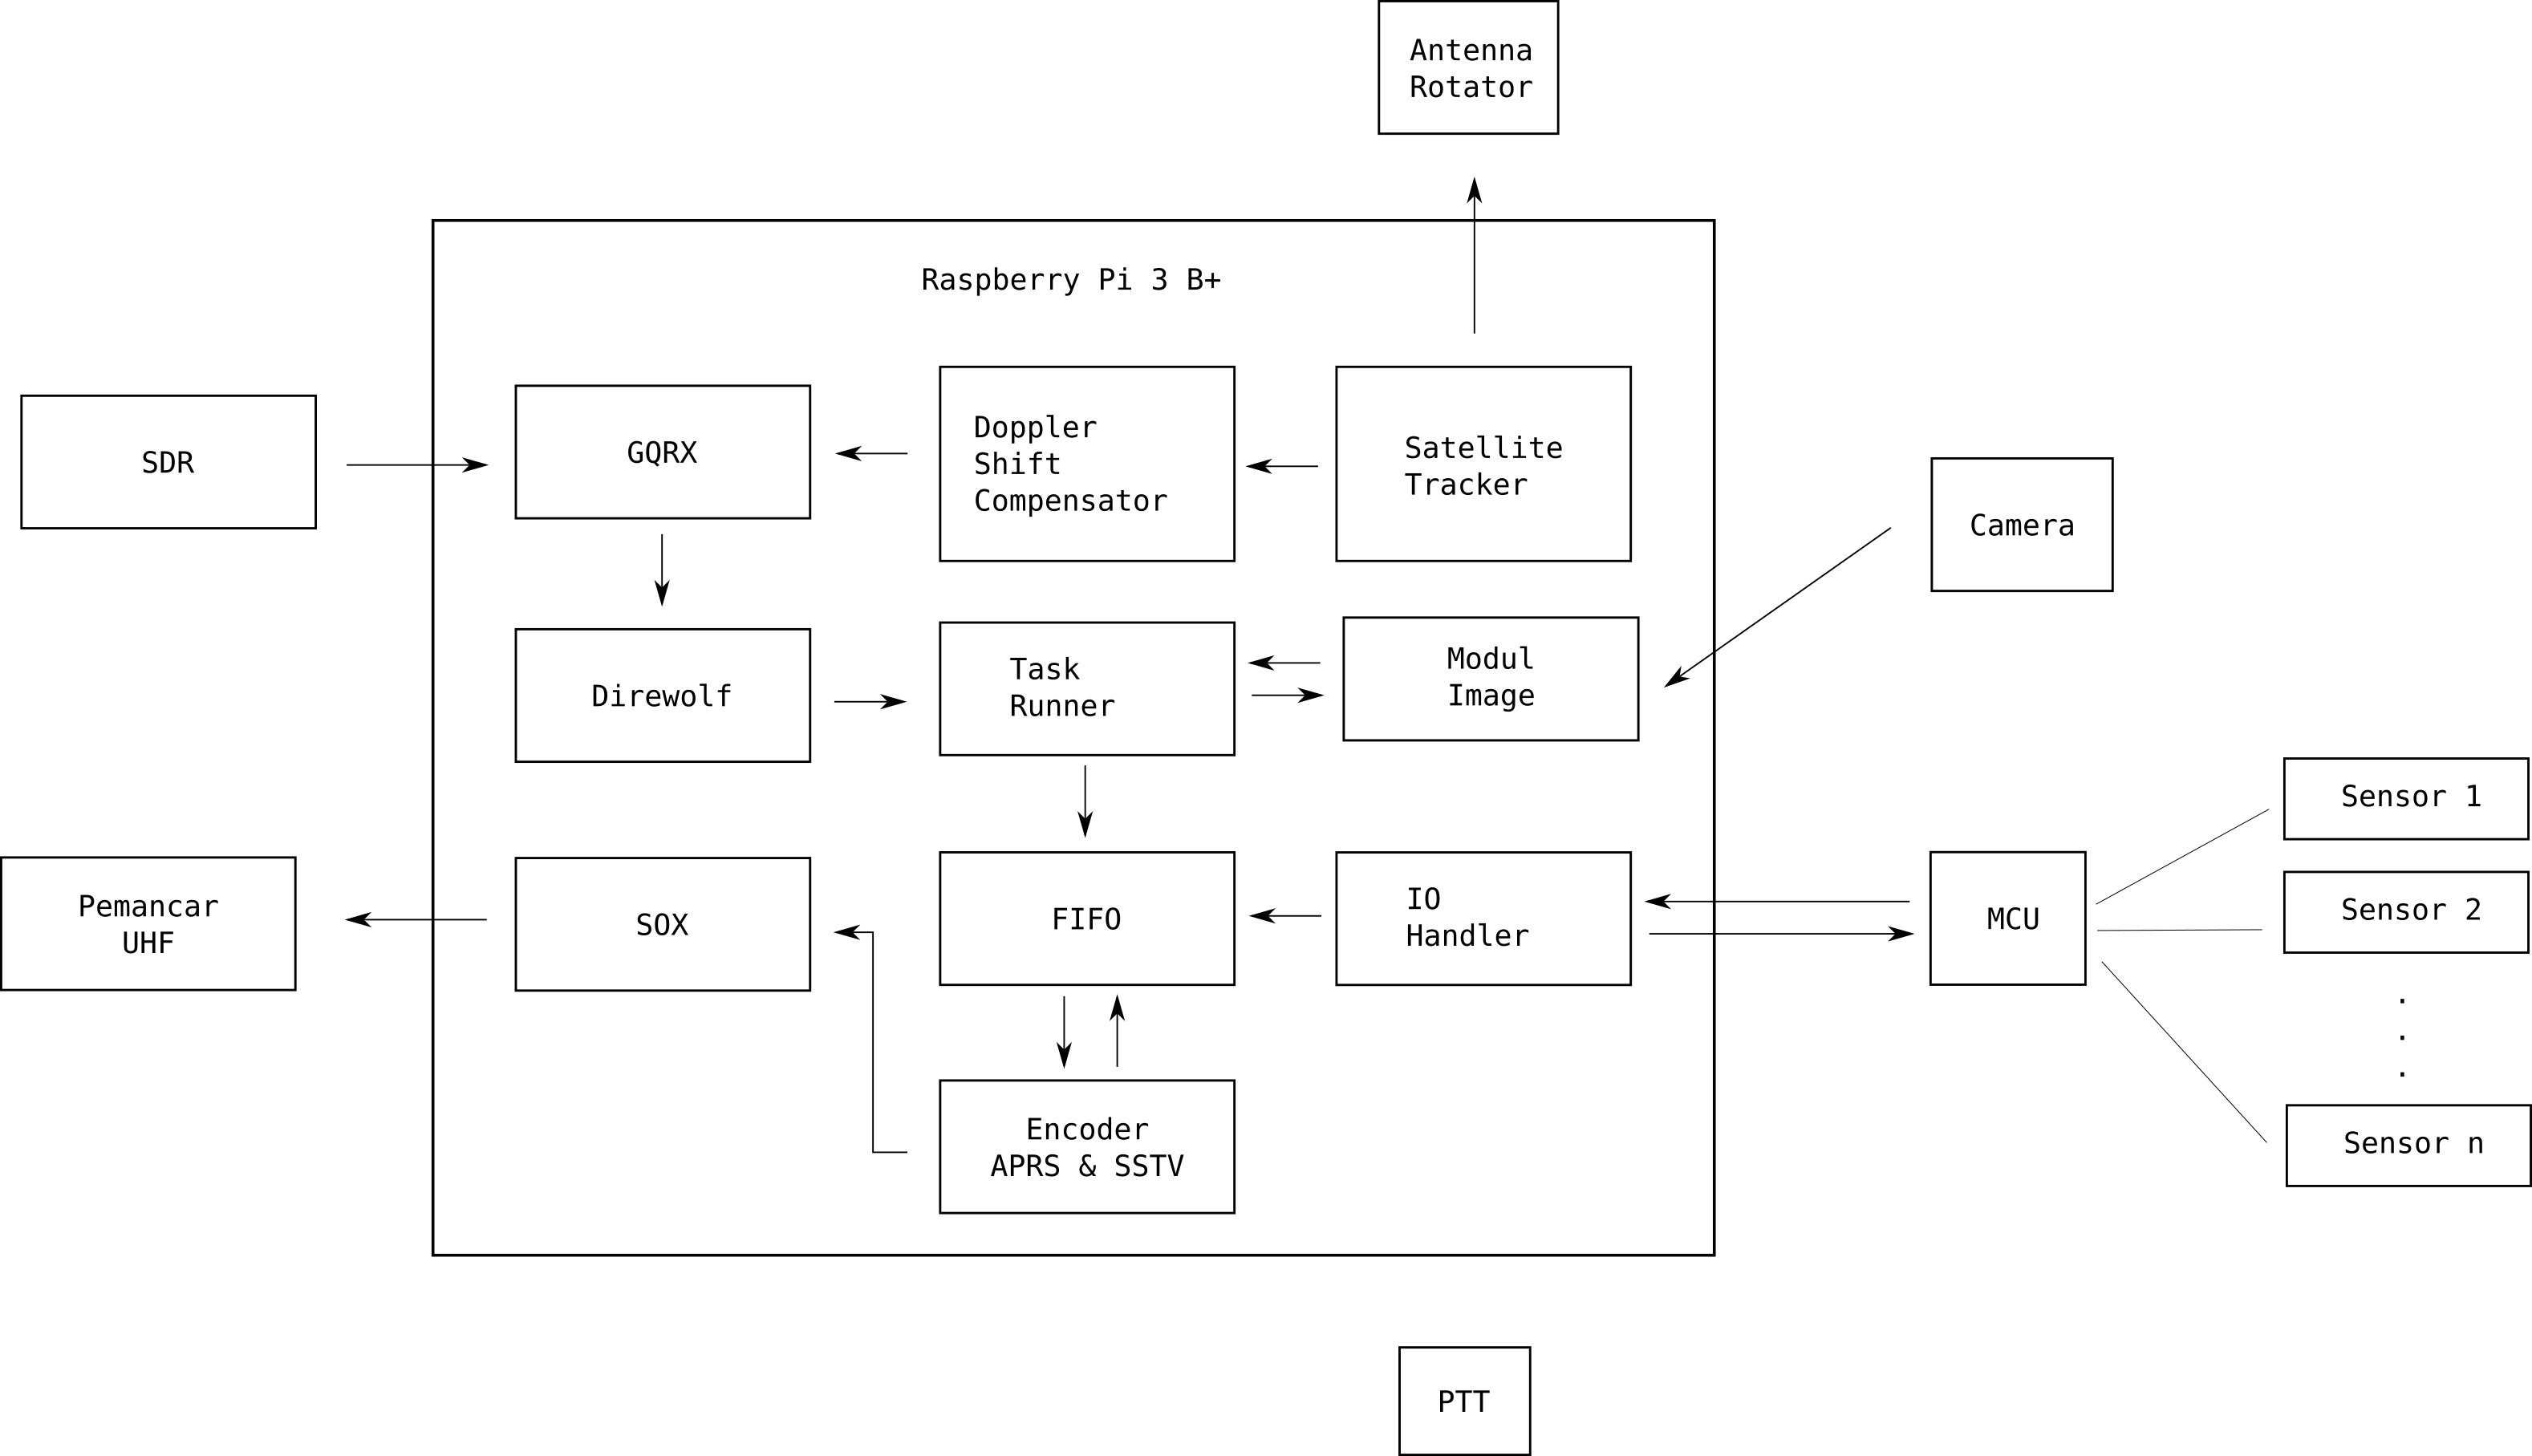 Antenna
Rotator
Raspberry Pi 3 B+
SDR
GQRX
Doppler
Shift
Compensator
Satellite
Tracker
Camera
Direwolf
Task
Runner
Modul
Image
Pemancar
UHF
SOX
FIFO
IO
Handler
MCU
Sensor 1
Sensor 2
.
.
.
Sensor n
Encoder
APRS & SSTV
PTT